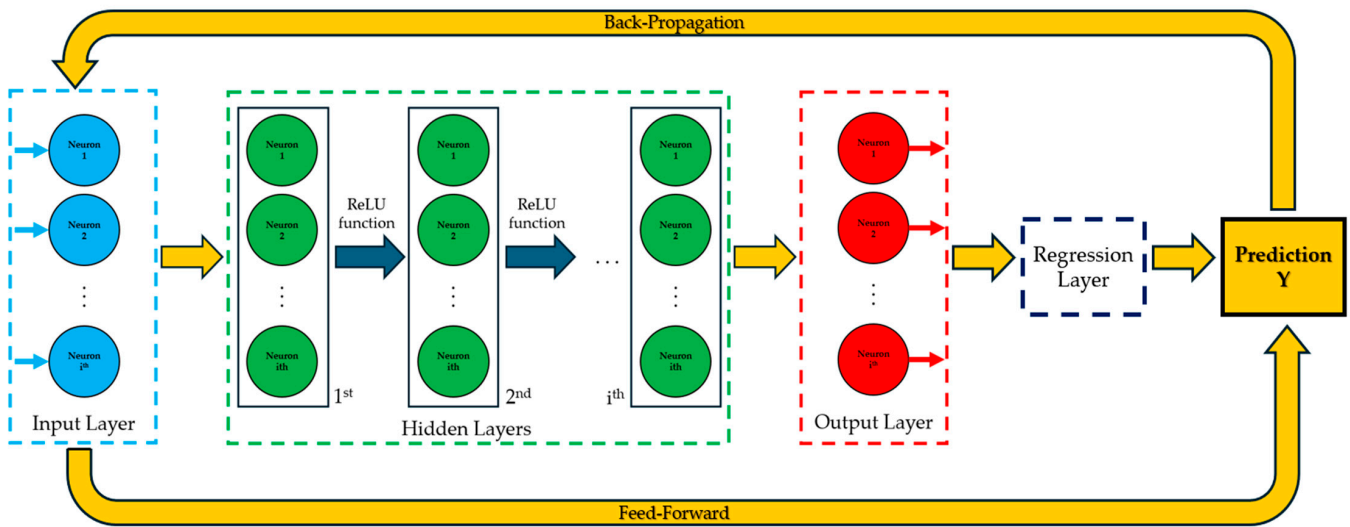 Back-Propagation
Neuron
1
Neuron
2
⋮
Neuron
ith
Input Layer
Neuron
1
Neuron
2
⋮
Neuron
ith
1st
ReLU
function
Neuron
1
Neuron
2
⋮
Neuron
ith
2nd
ReLU
function
...
Neuron
1
Neuron
2
⋮
Neuron
ith
ith
Hidden Layers
Neuron
1
Neuron
2
⋮
Neuron
ith
Output Layer
Regression
Layer
Prediction
Y
Feed-Forward